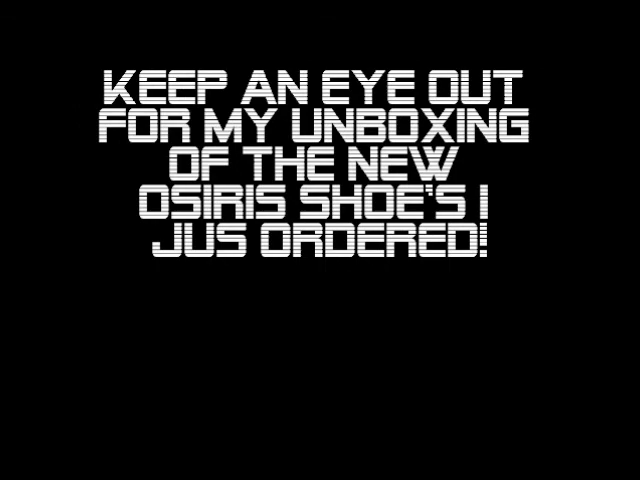 KEEP AN EYE OUT
FOR MY UNBOXING
OF THE NEW
OSIRIS SHOE'S I
JUS ORDERED!